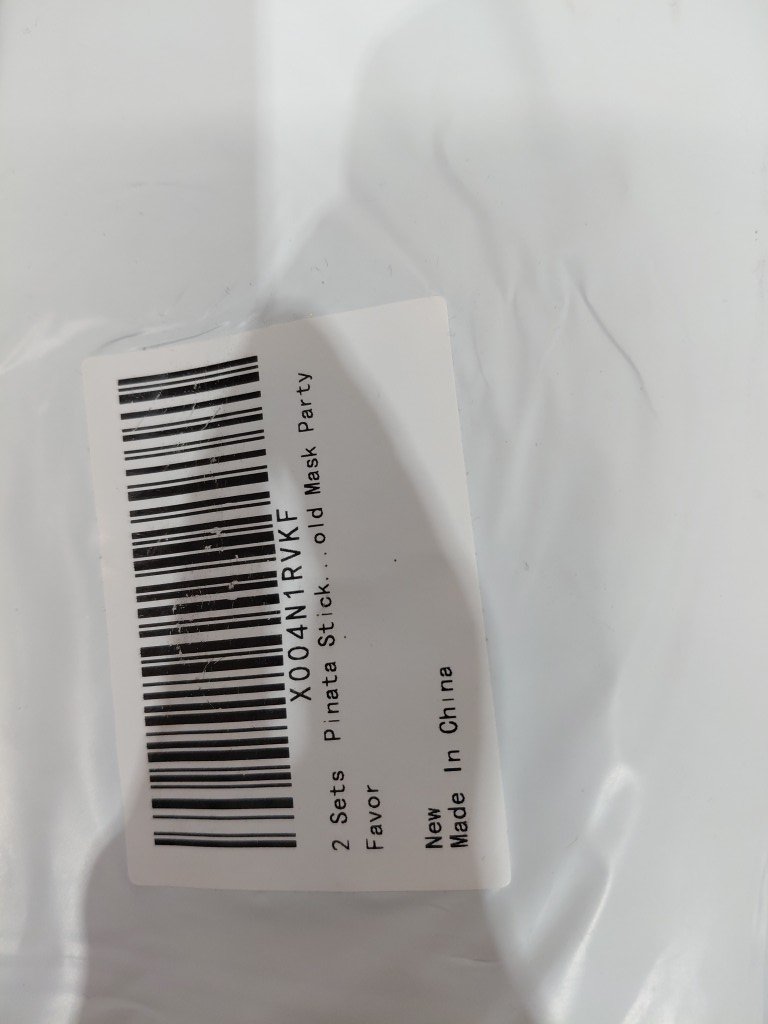 X004N1RVKF
2 Sets Pinata Stick...old Mask Party
Favor
New
Made In China